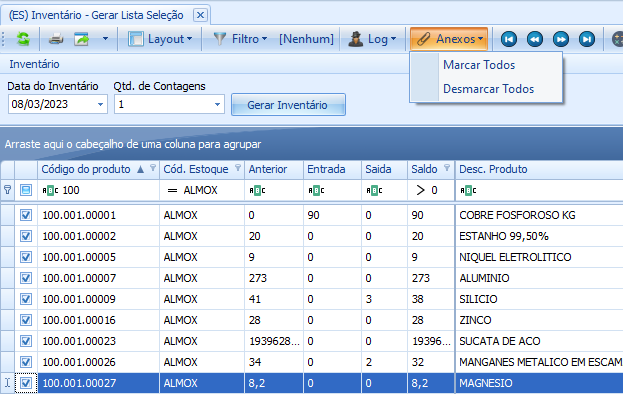 (ES) Inventário - Gerar Lista Seleção
Layout Filtro [Nenhum] Log Anexos
Inventário
Marcar Todos
Desmarcar Todos
Data do Inventário Qtd. de Contagens
08/03/2023 1 Gerar Inventário
Arraste aqui o cabeçalho de uma coluna para agrupar
Código do produto Cód. Estoque Anterior Entrada Saida Saldo Desc. Produto
ABC 100 = ALMOX ABC ABC ABC > 0 ABC
100.001.00001 ALMOX 0 90 0 90 COBRE FOSFOROSO KG
100.001.00002 ALMOX 20 0 0 20 ESTANHO 99,50%
100.001.00005 ALMOX 9 0 0 9 NIQUEL ELETROLITICO
100.001.00007 ALMOX 273 0 0 273 ALUMINIO
100.001.00009 ALMOX 41 0 3 38 SILICIO
100.001.00016 ALMOX 28 0 0 28 ZINCO
100.001.00023 ALMOX 1939628... 0 0 19396... SUCATA DE ACO
100.001.00026 ALMOX 34 0 2 32 MANGANES METALICO EM ESCAM
100.001.00027 ALMOX 8,2 0 0 8,2 MAGNESIO